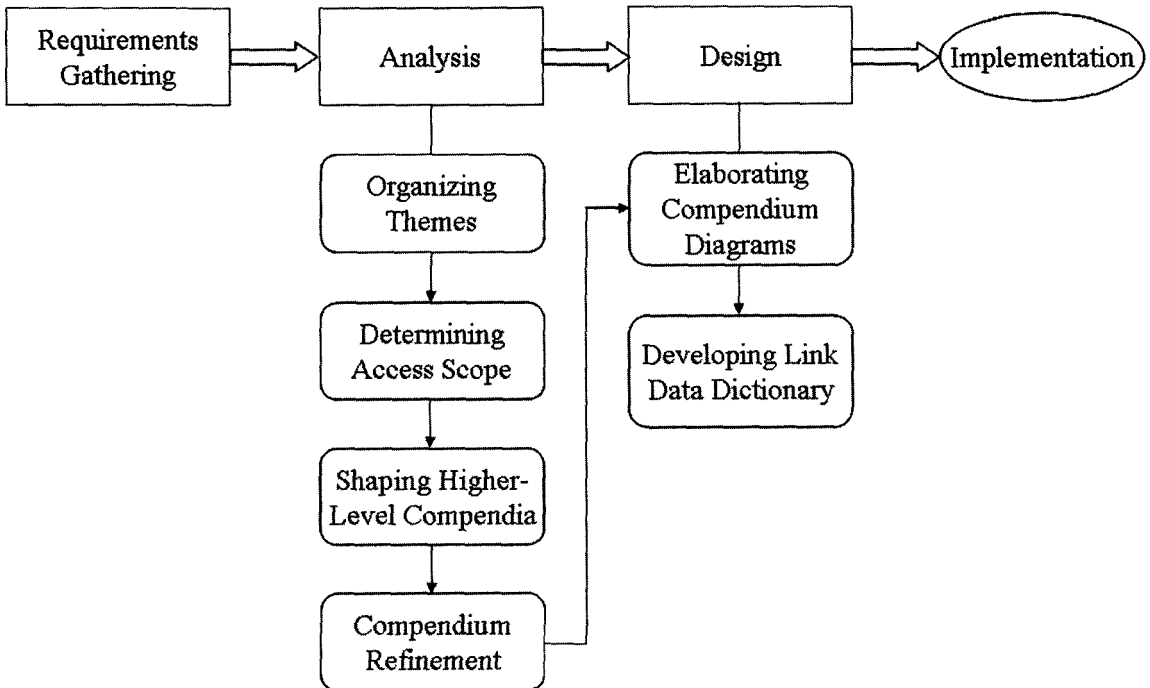 Requirements
Gathering
Analysis
Design
Implementation
Organizing
Themes
Determining
Access Scope
Shaping Higher-
Level Compendia
Compendium
Refinement
Elaborating
Compendium
Diagrams
Developing Link
Data Dictionary